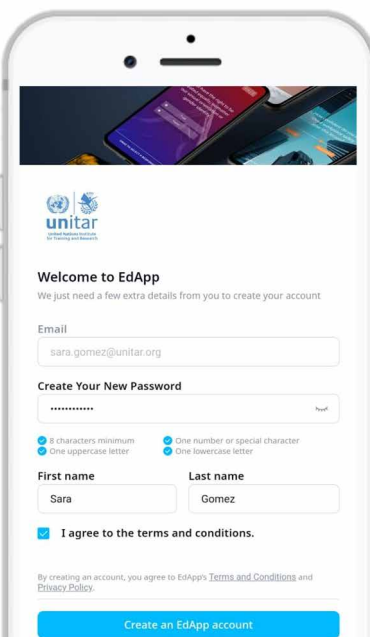 unitar
United Nations Institute
for Training and Research
Welcome to EdApp
We just need a few extra details from you to create your account
Email
sara.gomez@unitar.org
Create Your New Password
••••••••••••
8 characters minimum One number or special character
One uppercase letter One lowercase letter
First name Last name
Sara Gomez
I agree to the terms and conditions.
By creating an account, you agree to EdApp's Terms and Conditions and
Privacy Policy.
Create an EdApp account